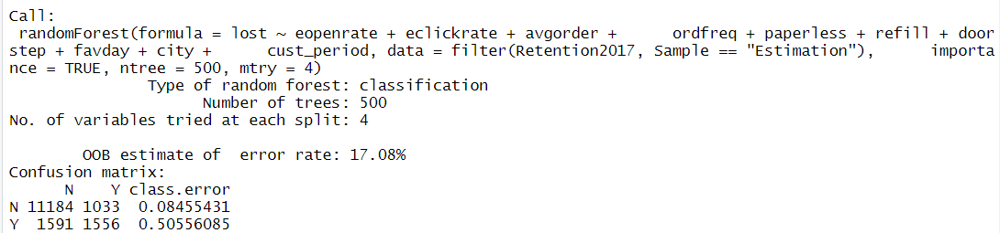 Call:
 randomForest(formula = lost ~ eopenrate + eclickrate + avgorder +      ordfreq + paperless + refill + door
step + favday + city +      cust_period, data = filter(Retention2017, Sample == "Estimation"),      importa
nce = TRUE, ntree = 500, mtry = 4)
               Type of random forest: classification
                     Number of trees: 500
No. of variables tried at each split: 4

        OOB estimate of  error rate: 17.08%
Confusion matrix:
      N    Y class.error
N 11184 1033  0.08455431
Y  1591 1556  0.50556085